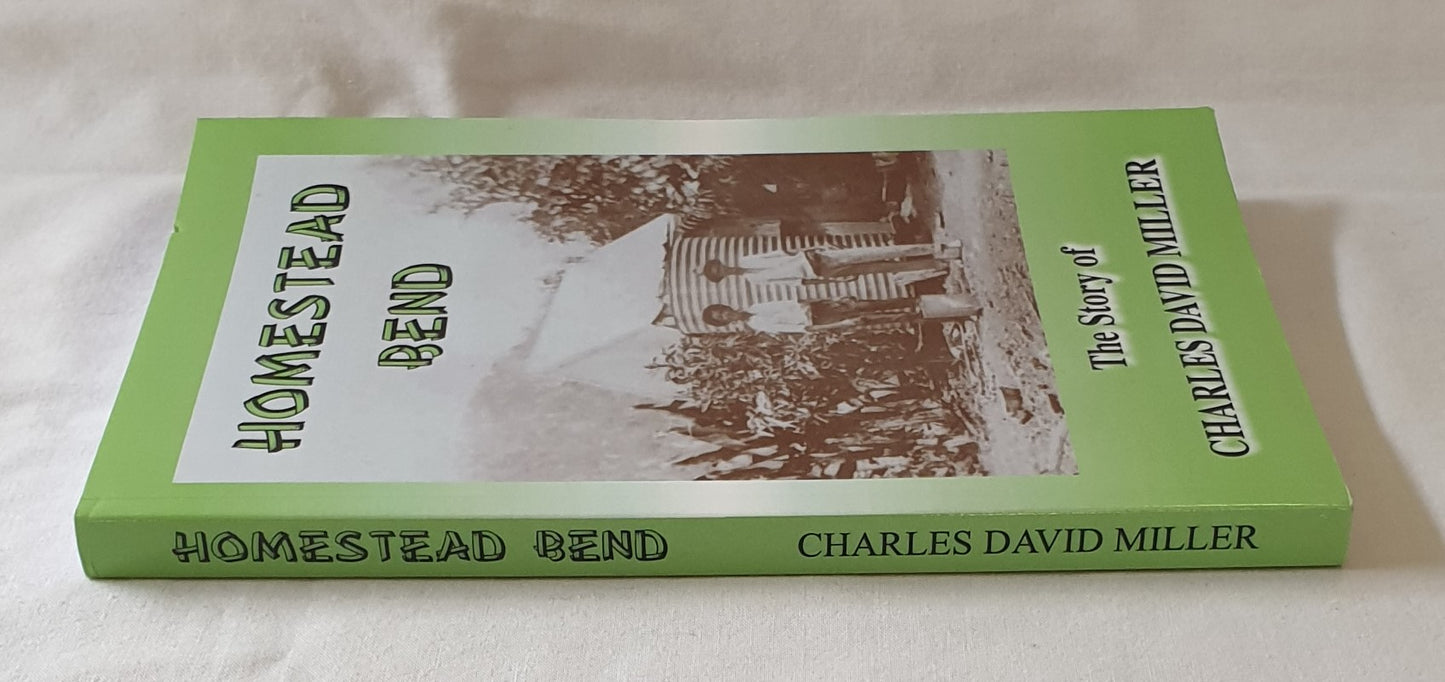 HOMESTEAD
BEND
The Story of
CHARLES DAVID MILLER
HOMESTEAD BEND CHARLES DAVID MILLER